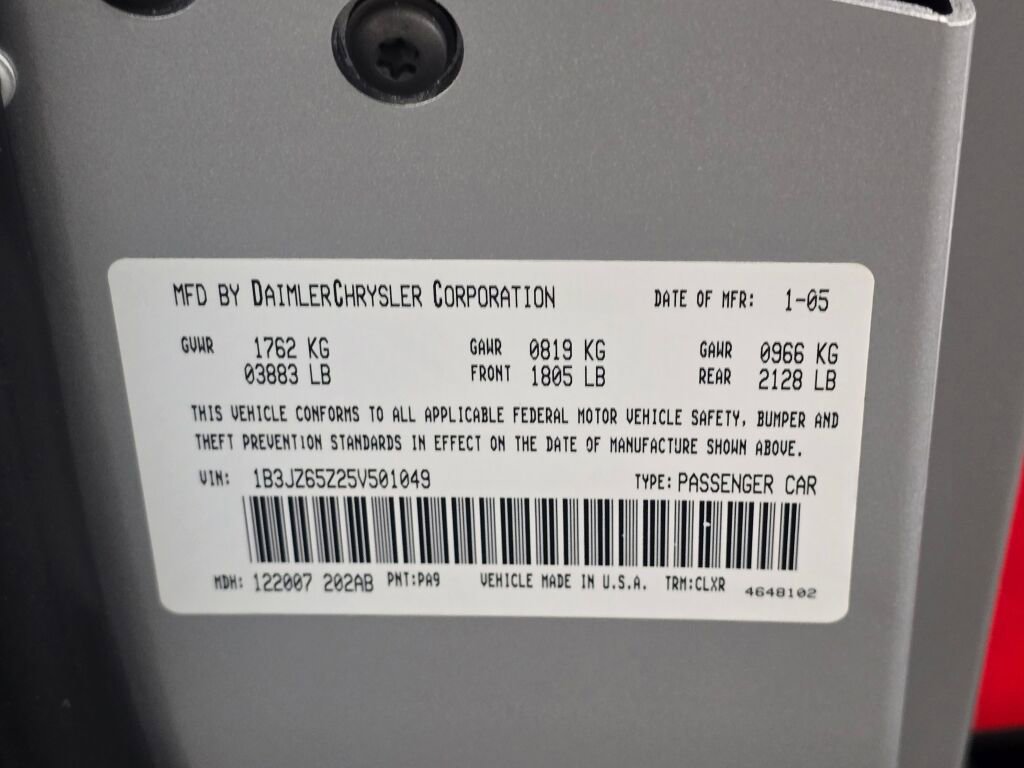 MFD BY DAIMLERCHRYSLER CORPORATION DATE OF MFR: 1-05
GVWR 1762 KG GAWR 0819 KG GAWR 0966 KG
03883 LB FRONT 1805 LB REAR 2128 LB
THIS VEHICLE CONFORMS TO ALL APPLICABLE FEDERAL MOTOR VEHICLE SAFETY, BUMPER AND
THEFT PREVENTION STANDARDS IN EFFECT ON THE DATE OF MANUFACTURE SHOWN ABOVE.
VIN: 1B3JZ65Z25V501049 TYPE: PASSENGER CAR
MDH: 122007 202AB PNT:PA9 VEHICLE MADE IN U.S.A. TRM:CLXR 4648102